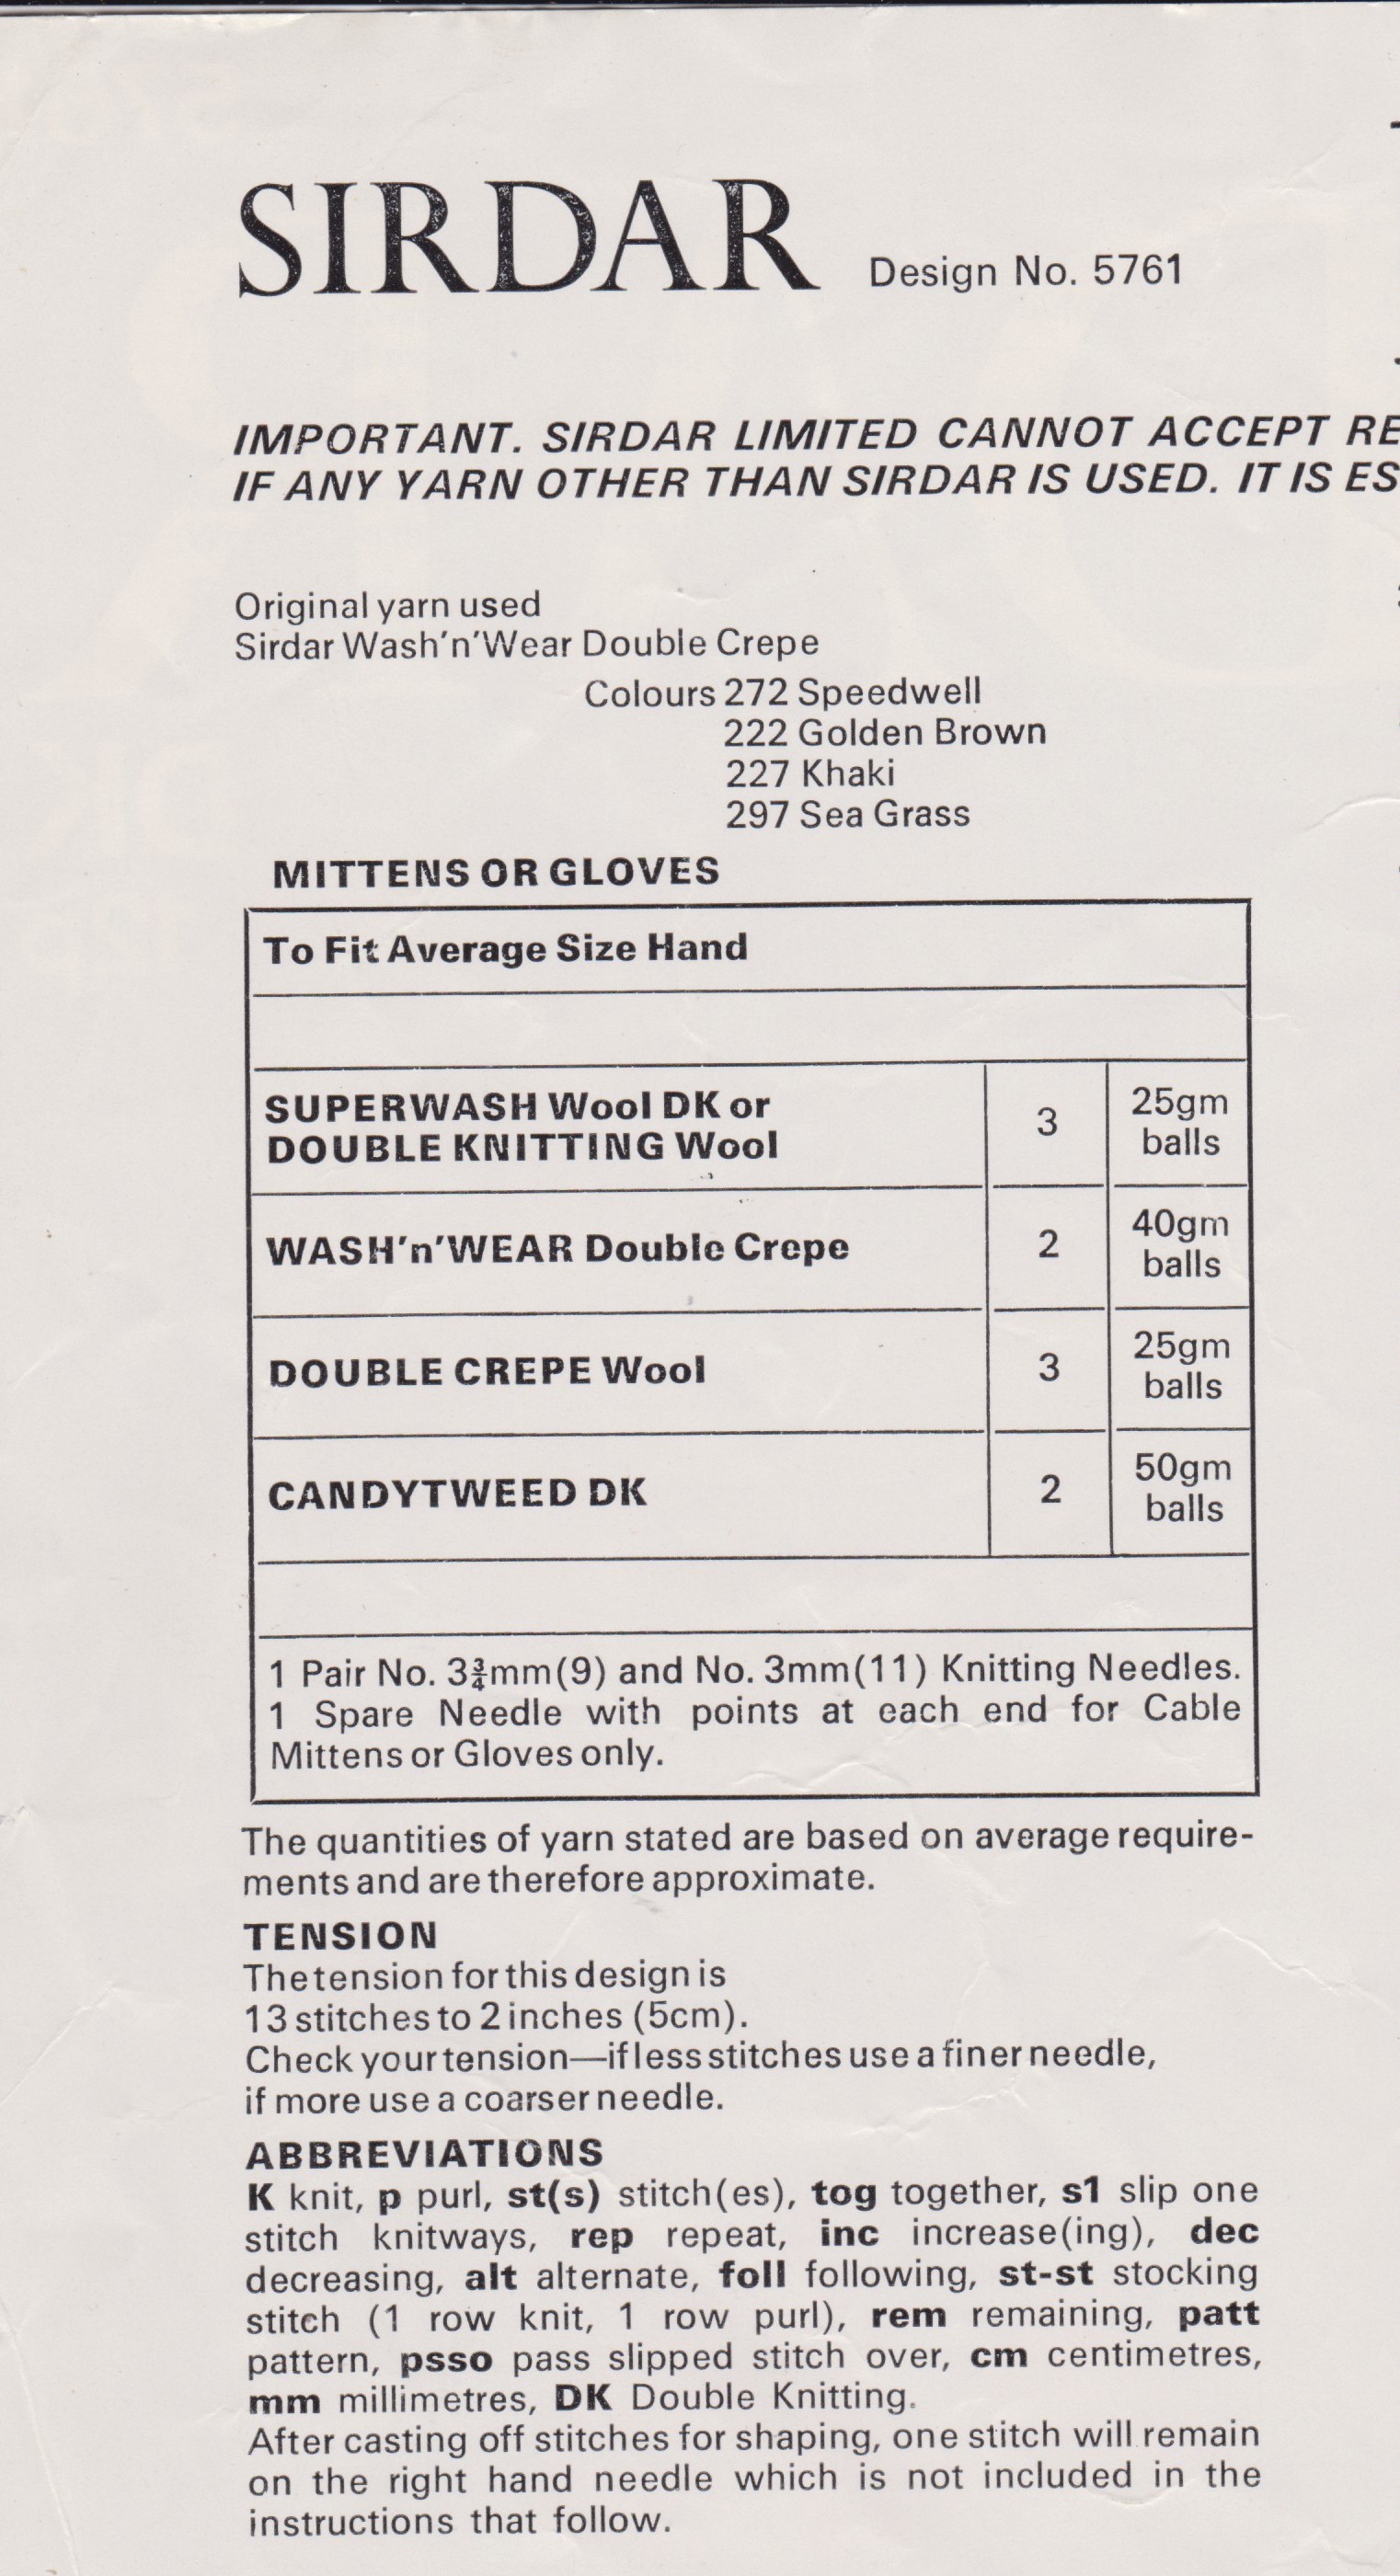 SIRDAR Design No. 5761
IMPORTANT. SIRDAR LIMITED CANNOT ACCEPT RE
IF ANY YARN OTHER THAN SIRDAR IS USED. IT IS ES
Original yarn used
Sirdar Wash'n'Wear Double Crepe
Colours 272 Speedwell
222 Golden Brown
227 Khaki
297 Sea Grass
MITTENS OR GLOVES
To Fit Average Size Hand
SUPERWASH Wool DK or
DOUBLE KNITTING Wool
3
25gm
balls
WASH'n'WEAR Double Crepe
2
40gm
balls
DOUBLE CREPE Wool
3
25gm
balls
CANDYTWEED DK
2
50gm
balls
1 Pair No. 3¾mm(9) and No. 3mm(11) Knitting Needles.
1 Spare Needle with points at each end for Cable
Mittens or Gloves only.
The quantities of yarn stated are based on average require-
ments and are therefore approximate.
TENSION
The tension for this design is
13 stitches to 2 inches (5cm).
Check your tension—if less stitches use a finer needle,
if more use a coarser needle.
ABBREVIATIONS
K knit, p purl, st(s) stitch(es), tog together, s1 slip one
stitch knitways, rep repeat, inc increase(ing), dec
decreasing, alt alternate, foll following, st-st stocking
stitch (1 row knit, 1 row purl), rem remaining, patt
pattern, psso pass slipped stitch over, cm centimetres,
mm millimetres, DK Double Knitting.
After casting off stitches for shaping, one stitch will remain
on the right hand needle which is not included in the
instructions that follow.